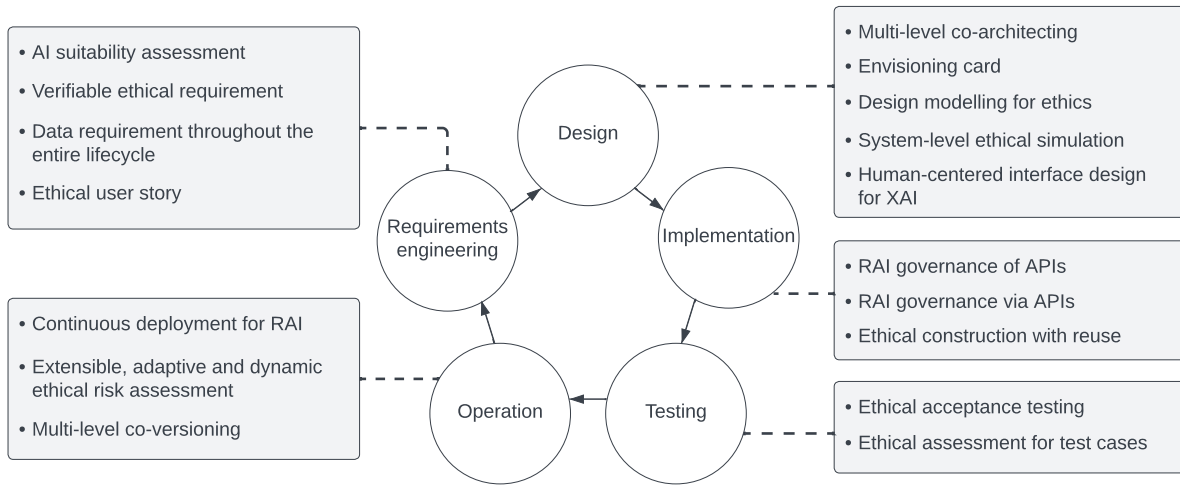 • AI suitability assessment
• Verifiable ethical requirement
• Data requirement throughout the
entire lifecycle
• Ethical user story
• Multi-level co-architecting
• Envisioning card
• Design modelling for ethics
• System-level ethical simulation
• Human-centered interface design
for XAI
Design
Requirements
engineering
Implementation
• RAI governance of APIs
• RAI governance via APIs
• Ethical construction with reuse
• Continuous deployment for RAI
• Extensible, adaptive and dynamic
ethical risk assessment
• Multi-level co-versioning
Operation
Testing
• Ethical acceptance testing
• Ethical assessment for test cases